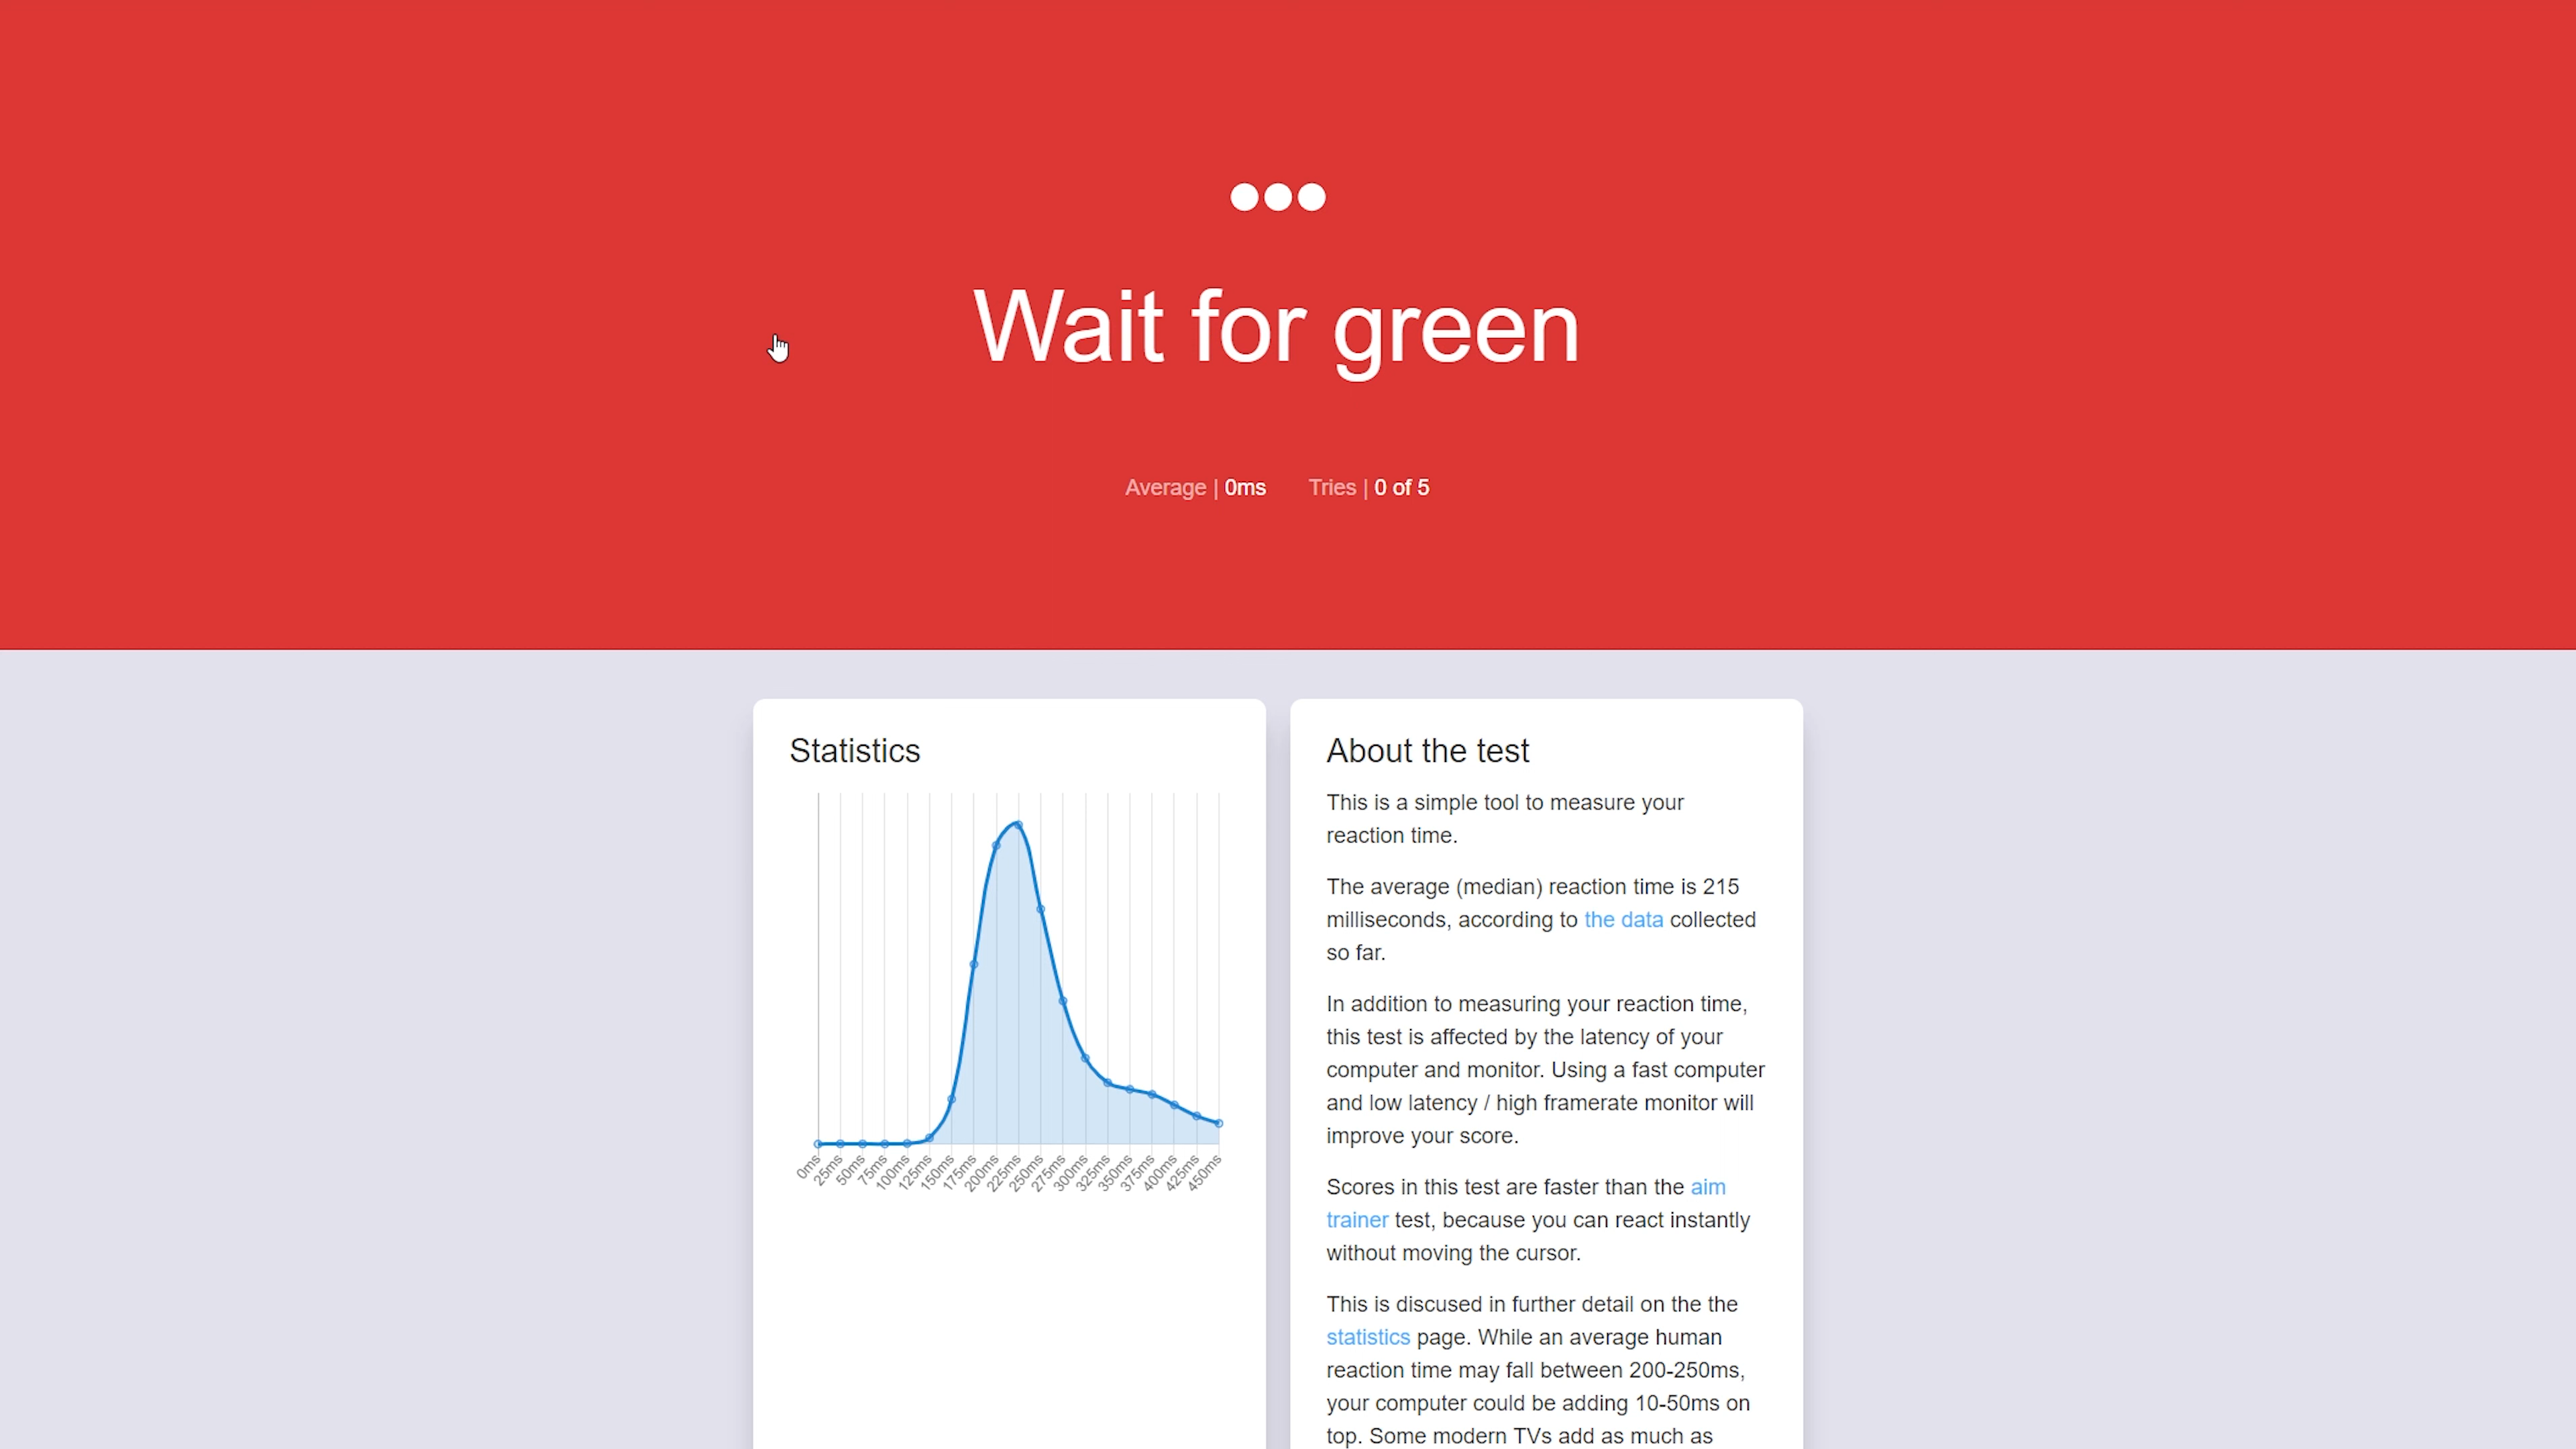 Wait for green
Average | 0ms Tries | 0 of 5
Statistics
0ms 25ms 50ms 75ms 100ms 125ms 150ms 175ms 200ms 225ms 250ms 275ms 300ms 325ms 350ms 375ms 400ms 425ms 450ms
About the test
This is a simple tool to measure your
reaction time.
The average (median) reaction time is 215
milliseconds, according to the data collected
so far.
In addition to measuring your reaction time,
this test is affected by the latency of your
computer and monitor. Using a fast computer
and low latency / high framerate monitor will
improve your score.
Scores in this test are faster than the aim
trainer test, because you can react instantly
without moving the cursor.
This is discused in further detail on the the
statistics page. While an average human
reaction time may fall between 200-250ms,
your computer could be adding 10-50ms on
top. Some modern TVs add as much as